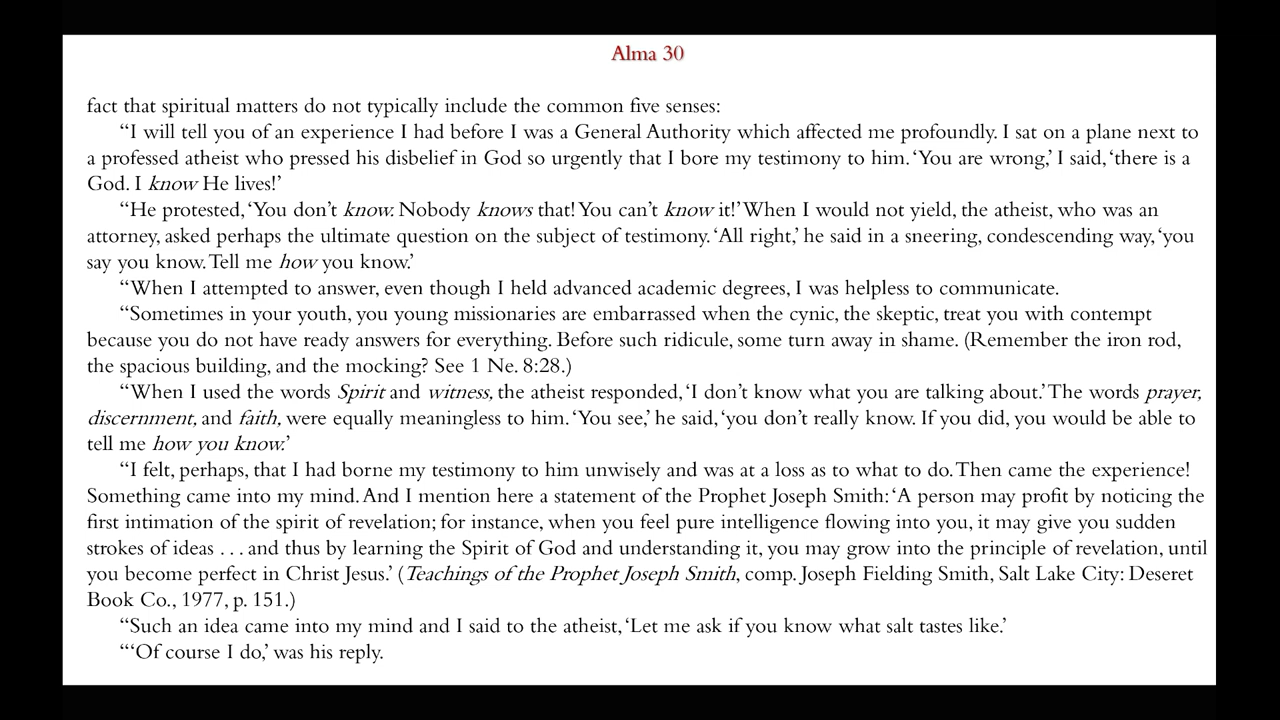 Alma 30
fact that spiritual matters do not typically include the common five senses:
“I will tell you of an experience I had before I was a General Authority which affected me profoundly. I sat on a plane next to
a professed atheist who pressed his disbelief in God so urgently that I bore my testimony to him. ‘You are wrong,’ I said, ‘there is a
God. I know He lives!’
“He protested, ‘You don’t know. Nobody knows that! You can’t know it!’ When I would not yield, the atheist, who was an
attorney, asked perhaps the ultimate question on the subject of testimony. ‘All right,’ he said in a sneering, condescending way, ‘you
say you know. Tell me how you know.’
“When I attempted to answer, even though I held advanced academic degrees, I was helpless to communicate.
“Sometimes in your youth, you young missionaries are embarrassed when the cynic, the skeptic, treat you with contempt
because you do not have ready answers for everything. Before such ridicule, some turn away in shame. (Remember the iron rod,
the spacious building, and the mocking? See 1 Ne. 8:28.)
“When I used the words Spirit and witness, the atheist responded, ‘I don’t know what you are talking about.’ The words prayer,
discernment, and faith, were equally meaningless to him. ‘You see,’ he said, ‘you don’t really know. If you did, you would be able to
tell me how you know.’
“I felt, perhaps, that I had borne my testimony to him unwisely and was at a loss as to what to do. Then came the experience!
Something came into my mind. And I mention here a statement of the Prophet Joseph Smith: ‘A person may profit by noticing the
first intimation of the spirit of revelation; for instance, when you feel pure intelligence flowing into you, it may give you sudden
strokes of ideas . . . and thus by learning the Spirit of God and understanding it, you may grow into the principle of revelation, until
you become perfect in Christ Jesus.’ (Teachings of the Prophet Joseph Smith, comp. Joseph Fielding Smith, Salt Lake City: Deseret
Book Co., 1977, p. 151.)
“Such an idea came into my mind and I said to the atheist, ‘Let me ask if you know what salt tastes like.’
“‘Of course I do,’ was his reply.